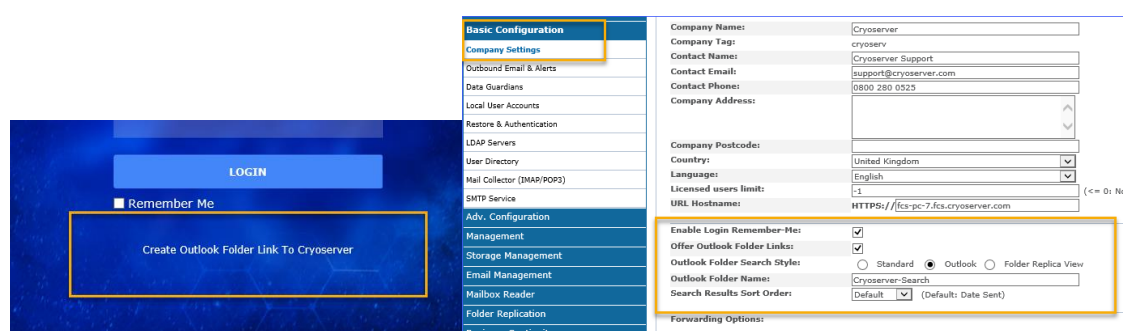 LOGIN
Remember Me
Create Outlook Folder Link To Cryoserver
Basic Configuration
Company Settings
Outbound Email & Alerts
Data Guardians
Local User Accounts
Restore & Authentication
LDAP Servers
User Directory
Mail Collector (IMAP/POP3)
SMTP Service
Adv. Configuration
Management
Storage Management
Email Management
Mailbox Reader
Folder Replication
Company Name: Cryoserver
Company Tag: cryoserv
Contact Name: Cryoserver Support
Contact Email: support@cryoserver.com
Contact Phone: 0800 280 0525
Company Address:
Company Postcode:
Country: United Kingdom
Language: English
Licensed users limit: -1 (<= 0: No
URL Hostname: HTTPS:// fcs-pc-7.fcs.cryoserver.com
Enable Login Remember-Me:
Offer Outlook Folder Links:
Outlook Folder Search Style: Standard Outlook Folder Replica View
Outlook Folder Name: Cryoserver-Search
Search Results Sort Order: Default (Default: Date Sent)
Forwarding Options: